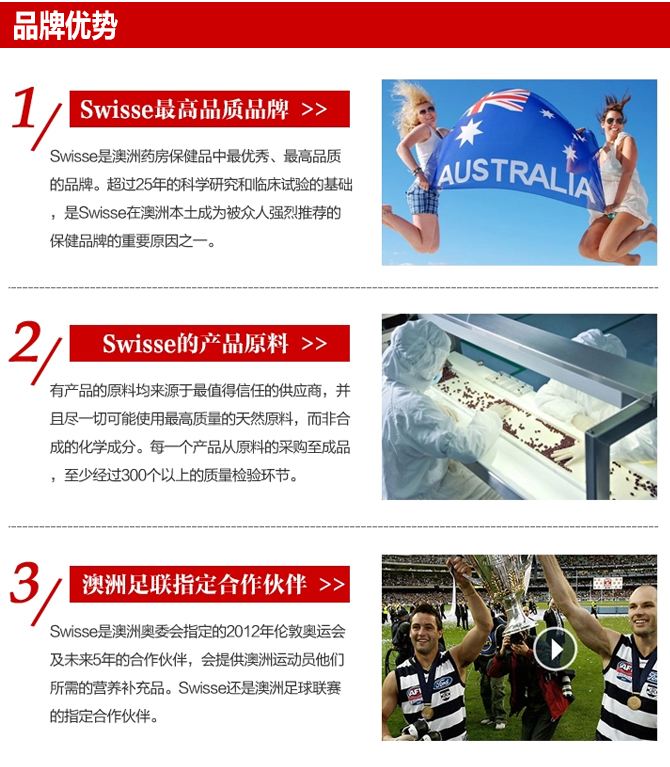 品牌优势
1/
Swisse最高品质品牌 >>
Swisse是澳洲药房保健品中最优秀、最高品质
的品牌。超过25年的科学研究和临床试验的基础
，是Swisse在澳洲本土成为被众人强烈推荐的
保健品牌的重要原因之一。
AUSTRALIA
2/
Swisse的产品原料 >>
有产品的原料均来源于最值得信任的供应商，并
且尽一切可能使用最高质量的天然原料，而非合
成的化学成分。每一个产品从原料的采购至成品
，至少经过300个以上的质量检验环节。
3/
澳洲足联指定合作伙伴 >>
Swisse是澳洲奥委会指定的2012年伦敦奥运会
及未来5年的合作伙伴，会提供澳洲运动员他们
所需的营养补充品。Swisse还是澳洲足球联赛
的指定合作伙伴。
AFL
Ford
AFL
Ford